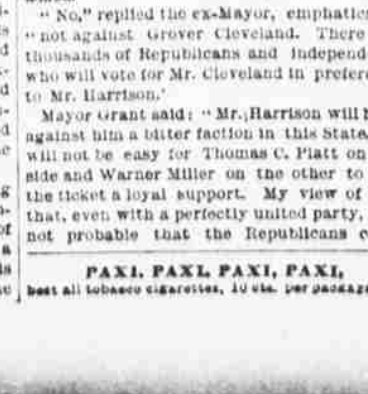 " No," replied the ex-Mayor, emphatic
" not against Grover Cleveland. There
thousands of Republicans and Independ
who will vote for Mr. Cleveland in prefere
to Mr. Harrison.'
Mayor Grant said: " Mr. Harrison will h
against him a bitter faction in this State
will not be easy for Thomas C. Platt on
side and Warner Miller on the other to
the ticket a loyal support. My view of
that, even with a perfectly united party,
not probable that the Republicans c
PAXI, PAXI, PAXI, PAXI,
best all tobacco cigarettes, 10 cts. per package